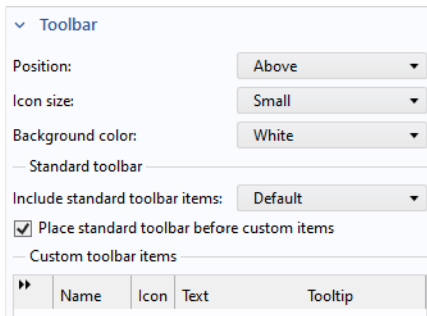 Toolbar
Position: Above
Icon size: Small
Background color: White
Standard toolbar
Include standard toolbar items: Default
Place standard toolbar before custom items
Custom toolbar items
Name Icon Text Tooltip